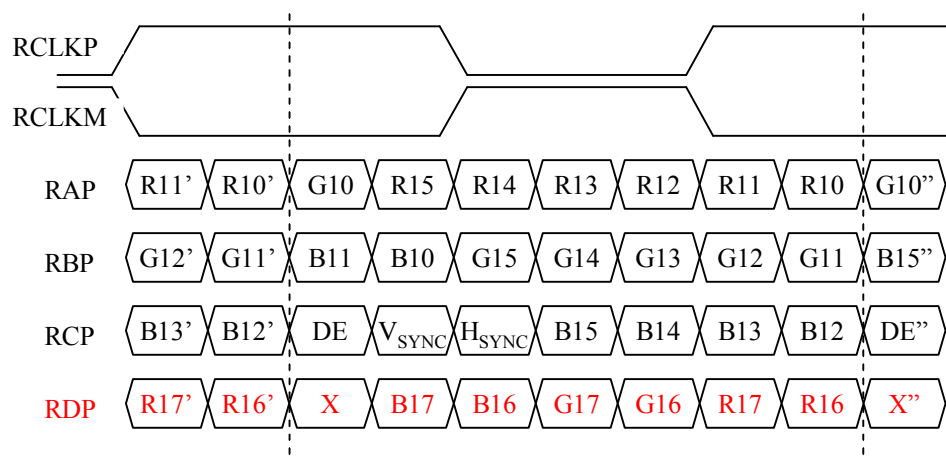 RCLKP
RCLKM
RAP R11’ R10’ G10 R15 R14 R13 R12 R11 R10 G10”
RBP G12’ G11’ B11 B10 G15 G14 G13 G12 G11 B15”
RCP B13’ B12’ DE VSYNC HSYNC B15 B14 B13 B12 DE”
RDP R17’ R16’ X B17 B16 G17 G16 R17 R16 X”